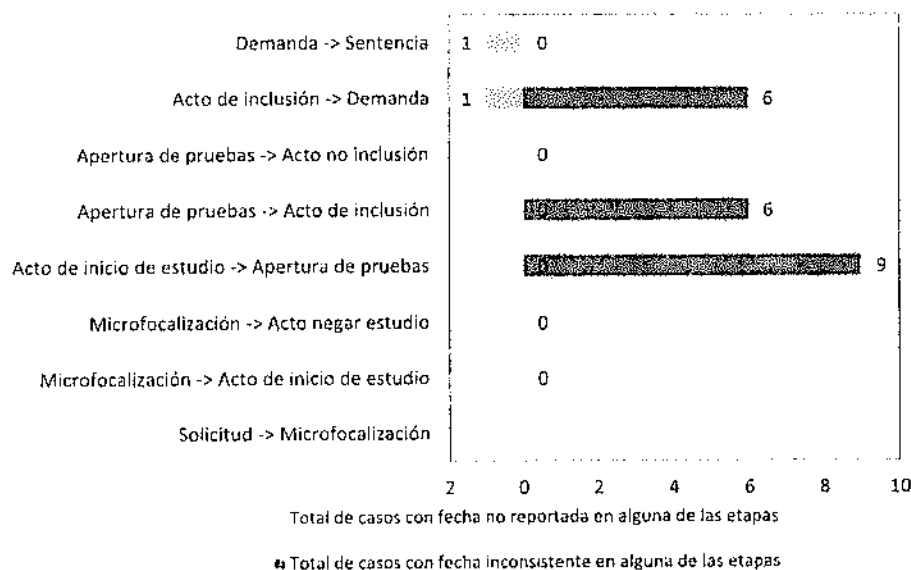 Demanda -> Sentencia 1 0
Acto de inclusión -> Demanda 1 6
Apertura de pruebas -> Acto no inclusión 0
Apertura de pruebas -> Acto de inclusión 0 6
Acto de inicio de estudio -> Apertura de pruebas 0 9
Microfocalización -> Acto negar estudio 0
Microfocalización -> Acto de inicio de estudio 0
Solicitud -> Microfocalización
2 0 2 4 6 8 10
Total de casos con fecha no reportada en alguna de las etapas
Total de casos con fecha inconsistente en alguna de las etapas